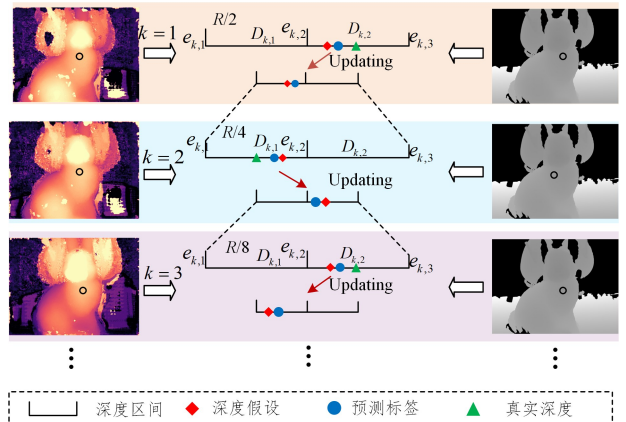 k = 1 e_{k,1} R/2 D_{k,1} e_{k,2} D_{k,2} e_{k,3}
Updating
k = 2 e_{k,1} R/4 D_{k,1} e_{k,2} D_{k,2} e_{k,3}
Updating
k = 3 e_{k,1} R/8 D_{k,1} e_{k,2} D_{k,2} e_{k,3}
Updating
深度区间 深度假设 预测标签 真实深度